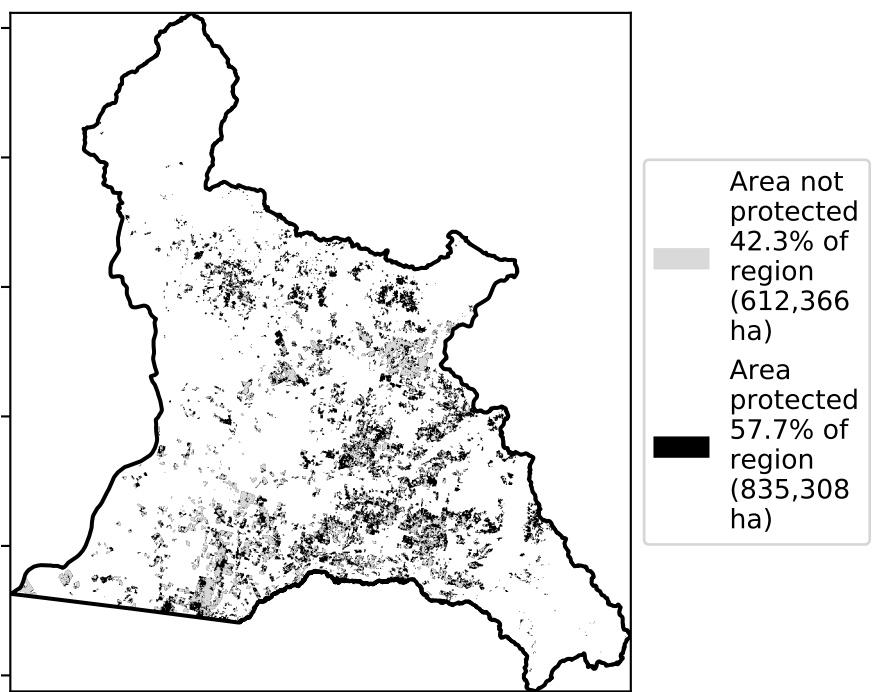 Area not
protected
42.3% of
region
(612,366
ha)
Area
protected
57.7% of
region
(835,308
ha)